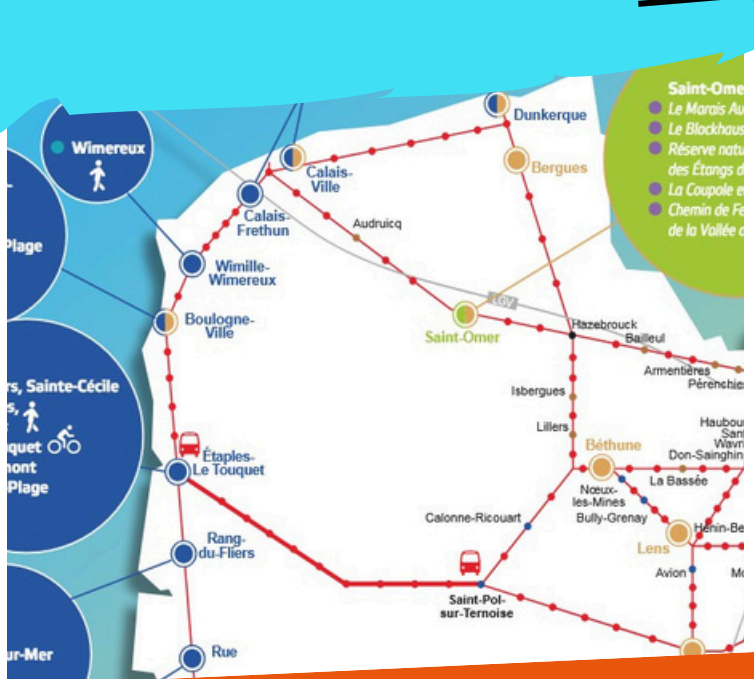 Dunkerque
Saint-Ome
Le Marais Au
Le Blockhaus
Réserve natu
des Étangs d
La Coupole e
Chemin de Fe
de la Vallée d
Wimereux
Calais-
Ville
Bergues
Calais-
Frethun
Audruicq
Plage
Wimille-
Wimereux
LGV
Boulogne-
Ville
Saint-Omer
Hazebrouck
Bailleul
Armentières
Pérenchies
rs, Sainte-Cécile
s,
quet
mont
-Plage
Isbergues
Lillers
Haubou
San
Wavr
Don-Sainghin
Béthune
La Bassée
Étaples-
Le Touquet
Nœux-
les-Mines
Bully-Grenay
Calonne-Ricouart
Lens
Hénin-Be
Rang-
du-Fliers
Avion
Mo
Saint-Pol-
sur-Ternoise
ur-Mer
Rue